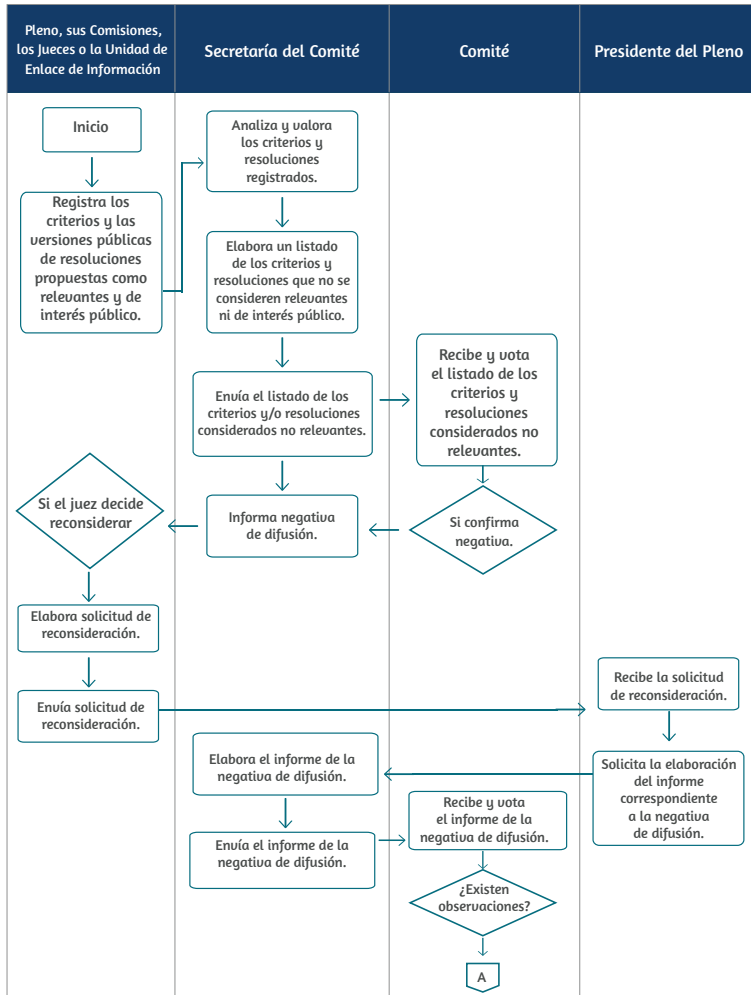 Pleno, sus Comisiones,
los Jueces o la Unidad de
Enlace de Información
Secretaría del Comité
Comité
Presidente del Pleno
Inicio
Registra los
criterios y las
versiones públicas
de resoluciones
propuestas como
relevantes y de
interés público.
Analiza y valora
los criterios y
resoluciones
registrados.
Elabora un listado
de los criterios y
resoluciones que no se
consideren relevantes
ni de interés público.
Envía el listado de los
criterios y/o resoluciones
considerados no relevantes.
Recibe y vota
el listado de los
criterios y
resoluciones
considerados no
relevantes.
Si confirma
negativa.
Informa negativa
de difusión.
Si el juez decide
reconsiderar
Elabora solicitud de
reconsideración.
Envía solicitud de
reconsideración.
Recibe la solicitud
de reconsideración.
Solicita la elaboración
del informe
correspondiente
a la negativa
de difusión.
Elabora el informe de la
negativa de difusión.
Envía el informe de la
negativa de difusión.
Recibe y vota
el informe de la
negativa de difusión.
¿Existen
observaciones?
A